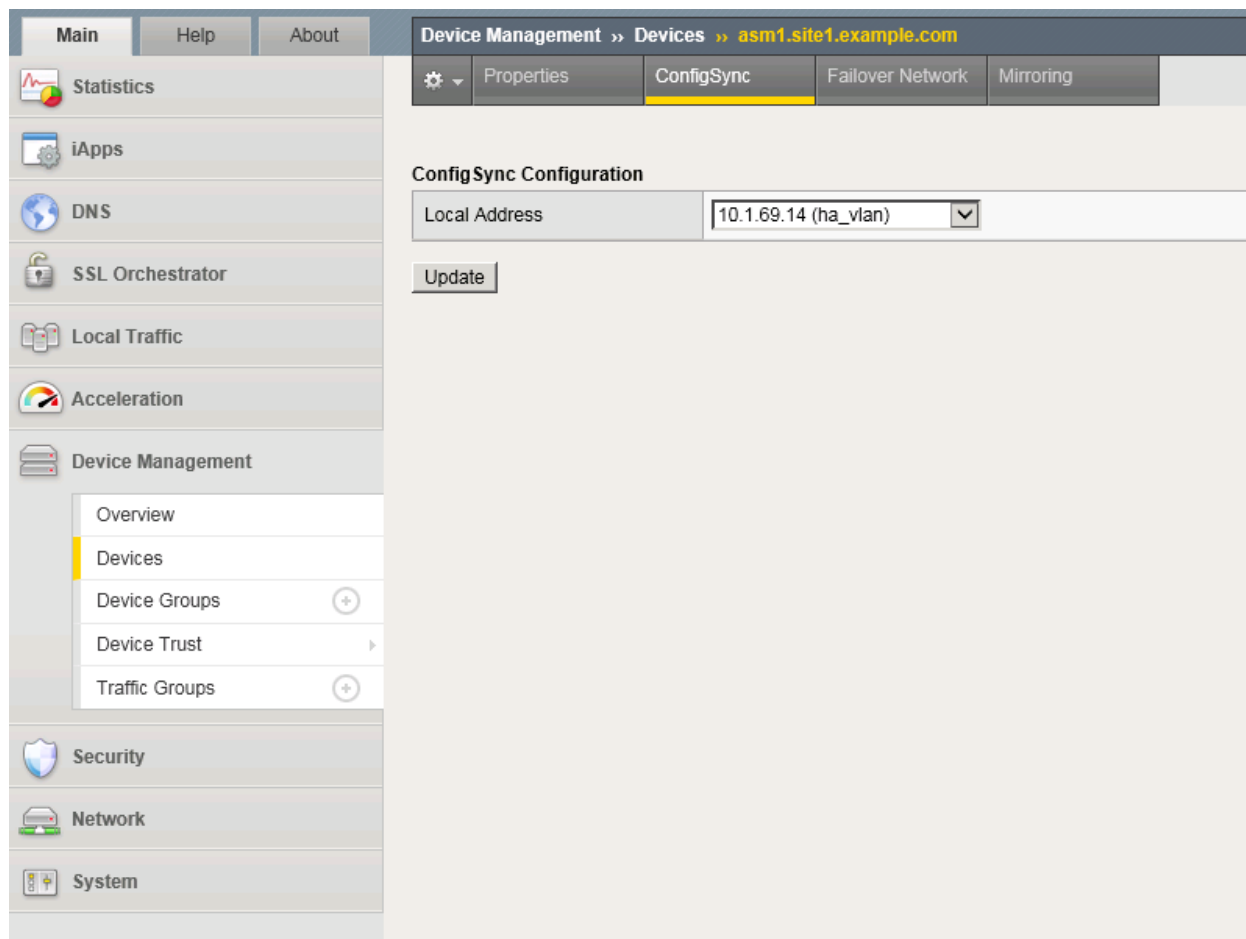 Main Help About
Device Management ›› Devices ›› asm1.site1.example.com
Properties ConfigSync Failover Network Mirroring
Statistics
iApps
DNS
SSL Orchestrator
Local Traffic
Acceleration
Device Management
Overview
Devices
Device Groups
Device Trust
Traffic Groups
Security
Network
System
ConfigSync Configuration
Local Address 10.1.69.14 (ha_vlan)
Update